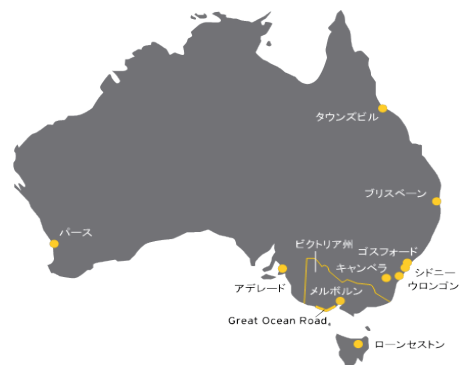 タウンズビル
ブリスベーン
パース
ビクトリア州
ゴスフォード
キャンベラ
シドニー
ウロンゴン
アデレード
メルボルン
Great Ocean Road
ローンセストン